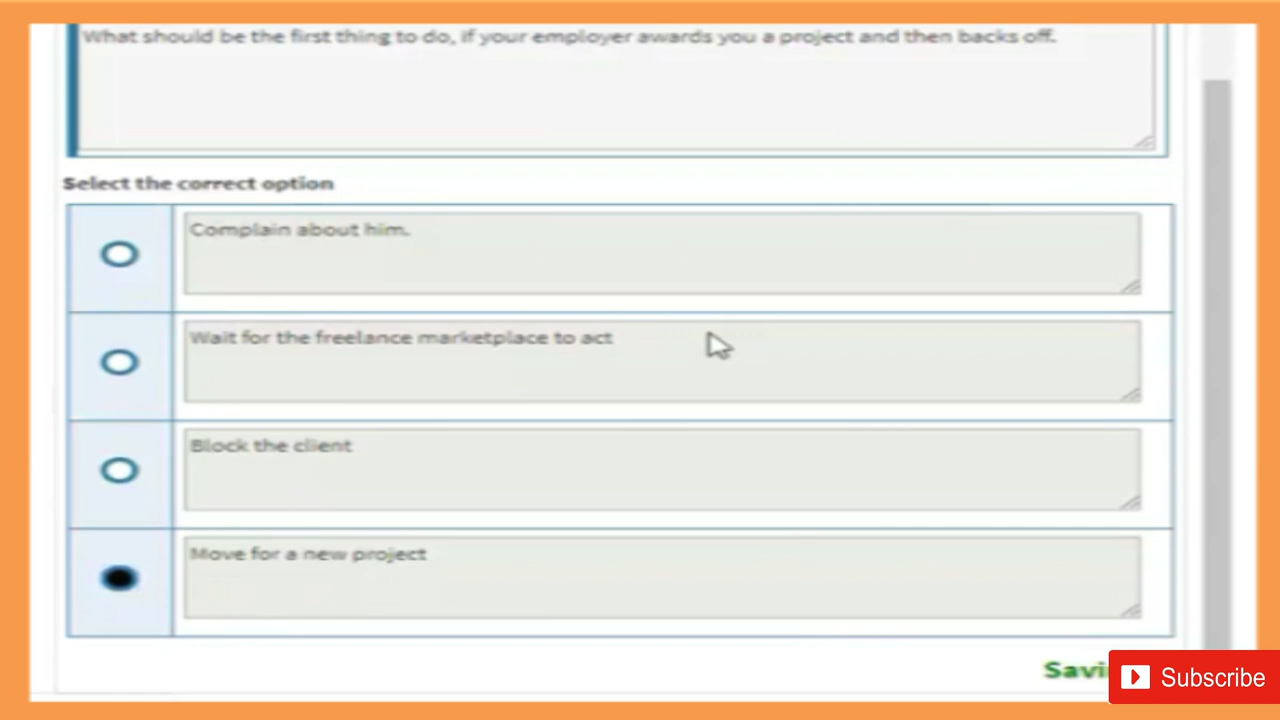 What should be the first thing to do, if your employer awards you a project and then backs off.
Select the correct option
Complain about him.
Wait for the freelance marketplace to act
Block the client
Move for a new project
Savi
Subscribe